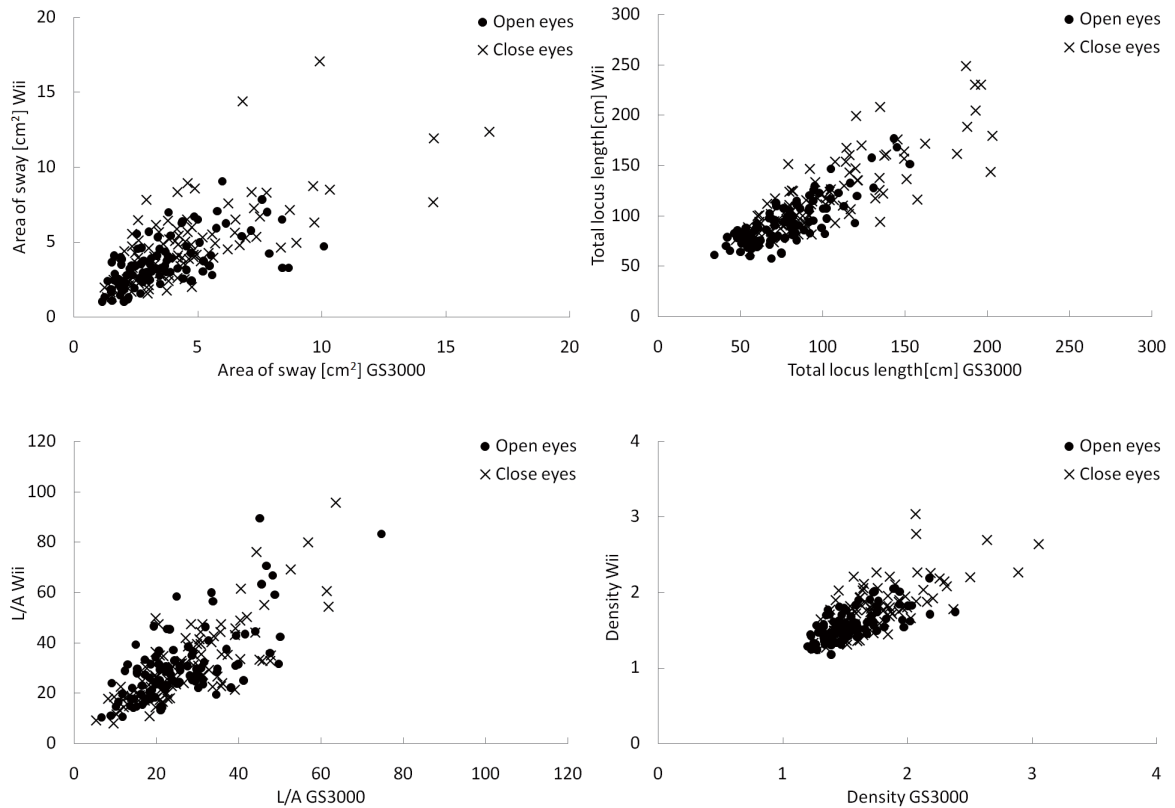 20
15
10
5
0
Area of sway [cm²] Wii
0 5 10 15 20
Area of sway [cm²] GS3000
● Open eyes
× Close eyes
300
250
200
150
100
50
0
Total locus length[cm] Wii
0 50 100 150 200 250 300
Total locus length[cm] GS3000
● Open eyes
× Close eyes
120
100
80
60
40
20
0
L/A Wii
0 20 40 60 80 100 120
L/A GS3000
● Open eyes
× Close eyes
4
3
2
1
0
Density Wii
0 1 2 3 4
Density GS3000
● Open eyes
× Close eyes